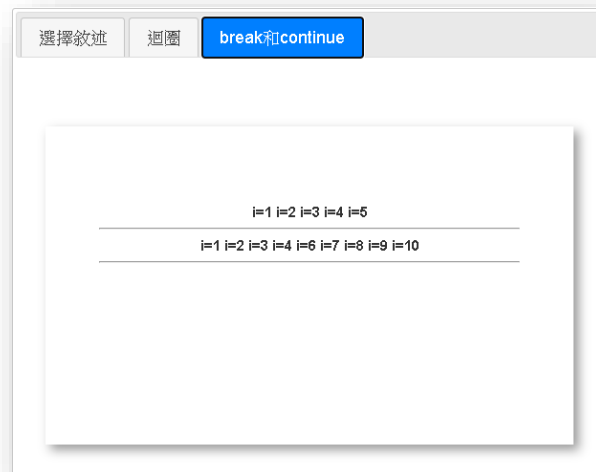 選擇敘述 迴圈 break和continue
i=1 i=2 i=3 i=4 i=5
i=1 i=2 i=3 i=4 i=6 i=7 i=8 i=9 i=10